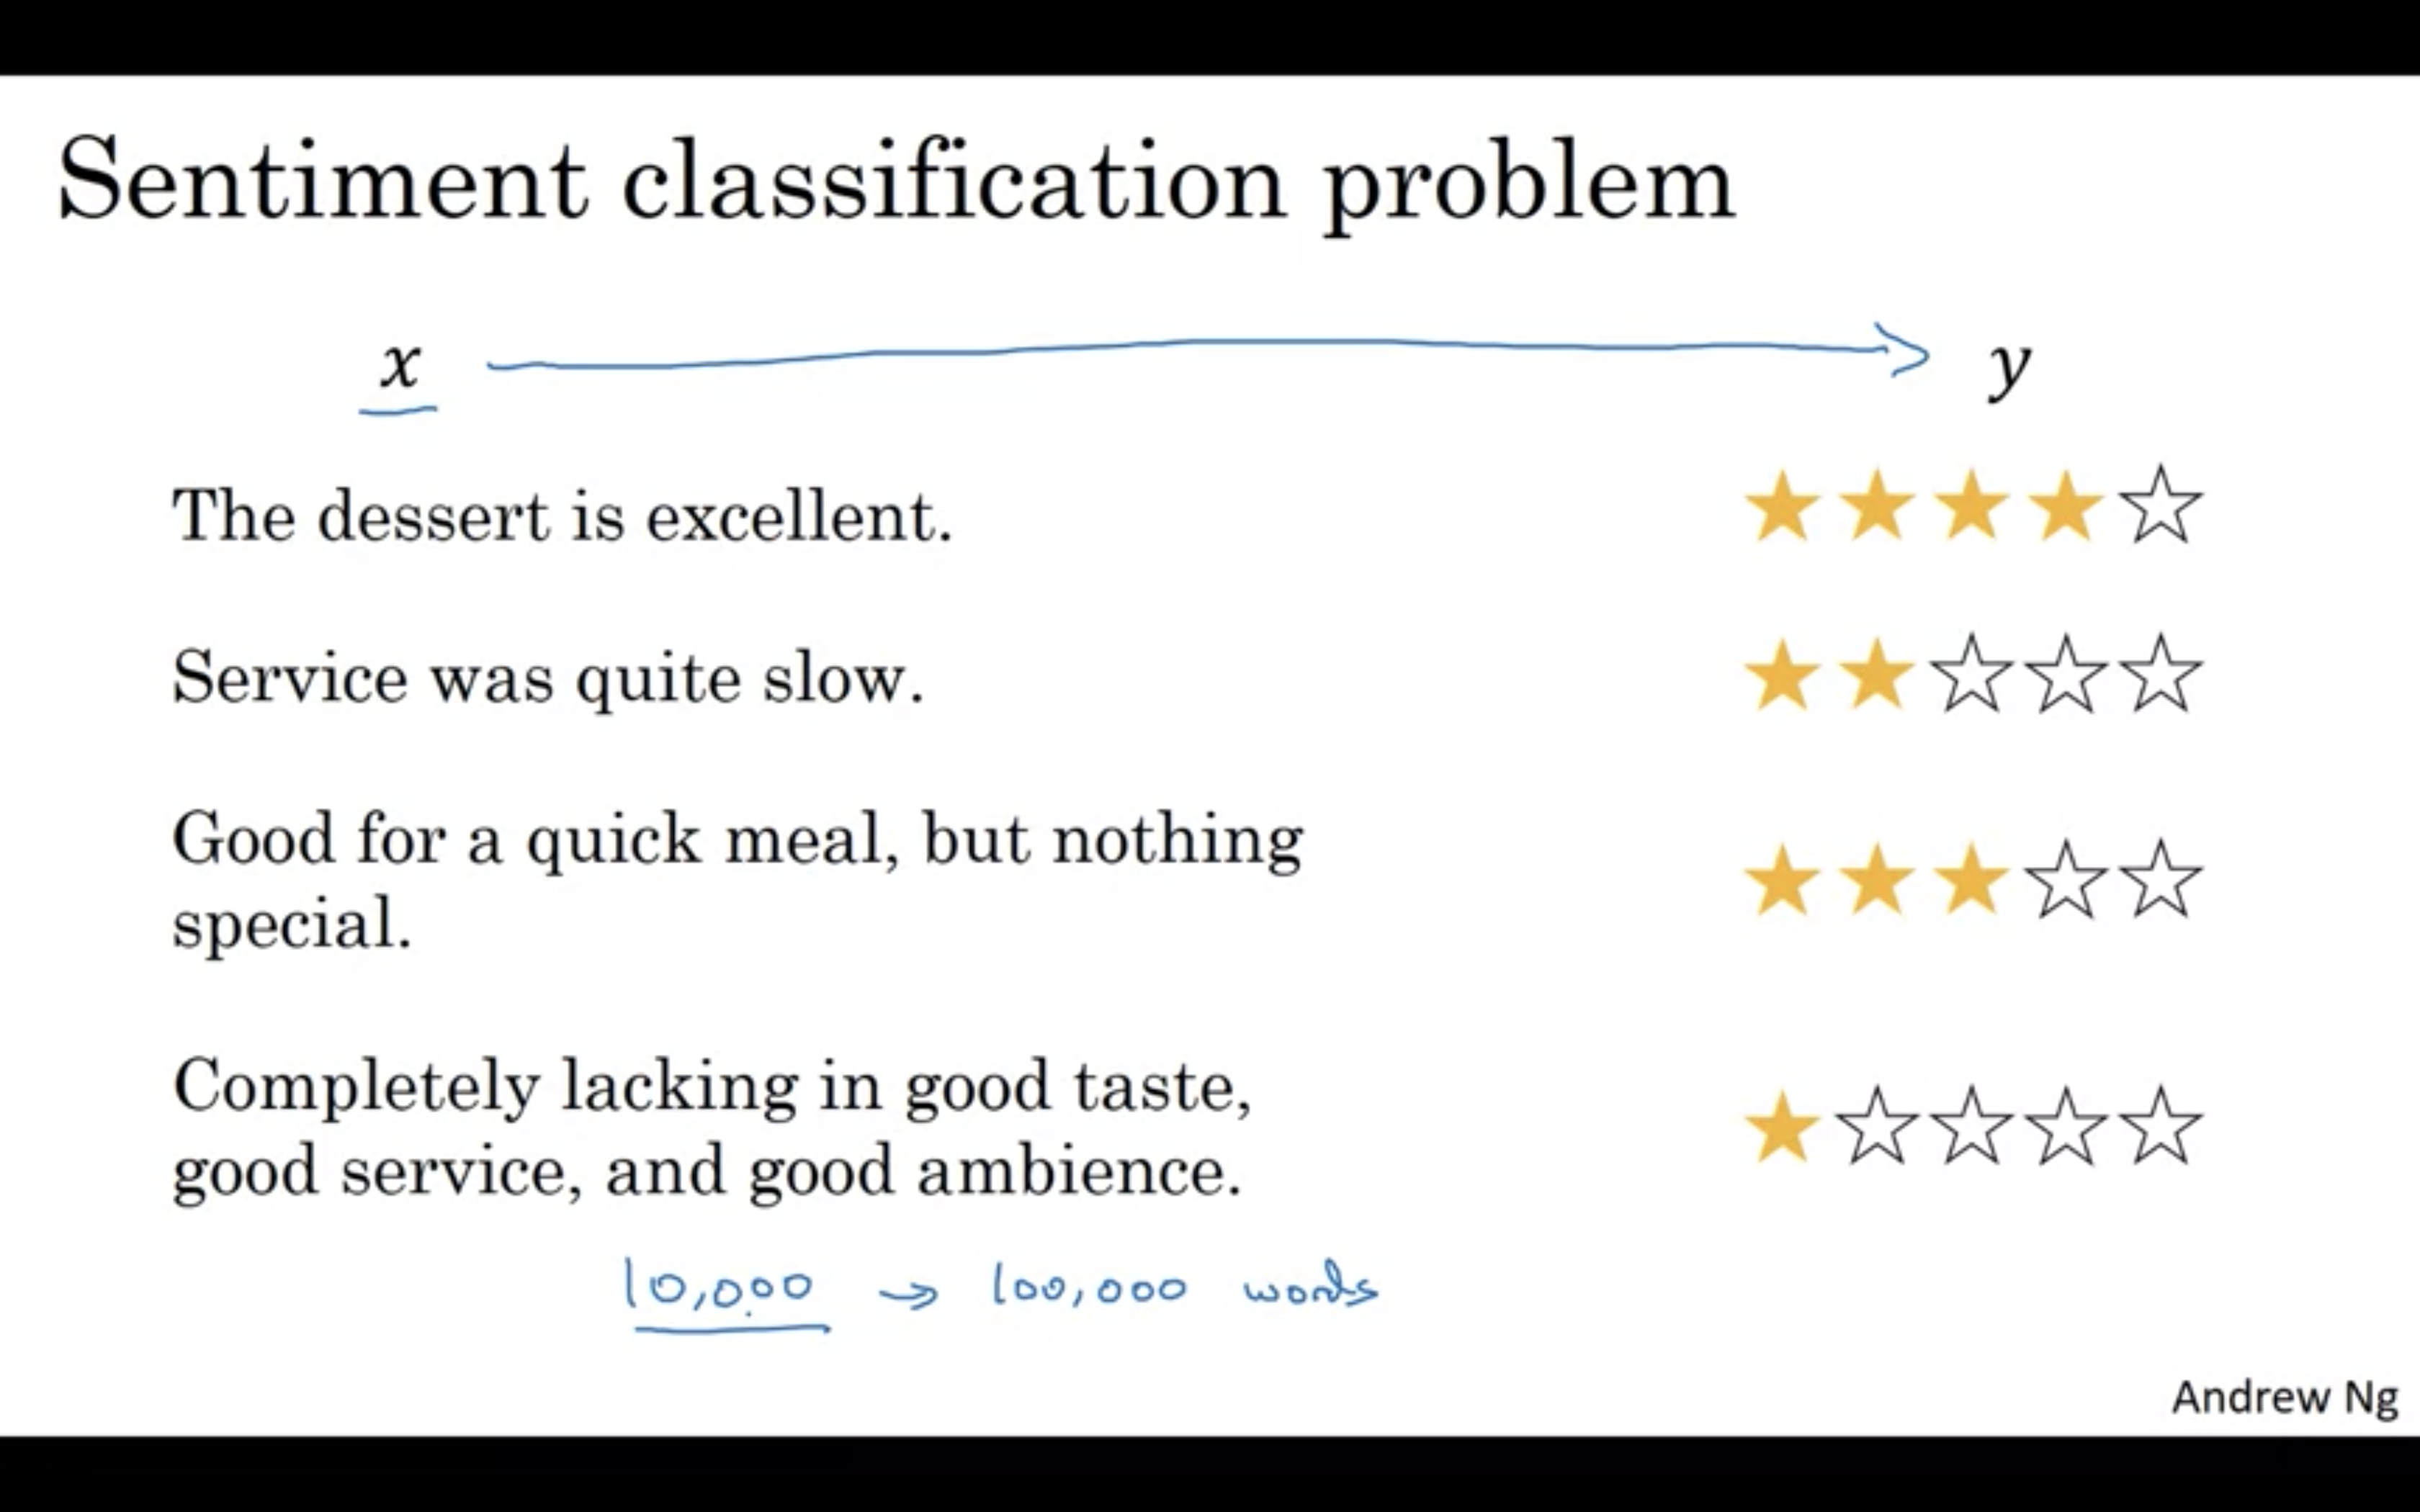 Sentiment classification problem
x → y
The dessert is excellent. ★★★★☆
Service was quite slow. ★★☆☆☆
Good for a quick meal, but nothing
special. ★★★☆☆
Completely lacking in good taste,
good service, and good ambience. ★☆☆☆☆
10,000 → 100,000 words
Andrew Ng